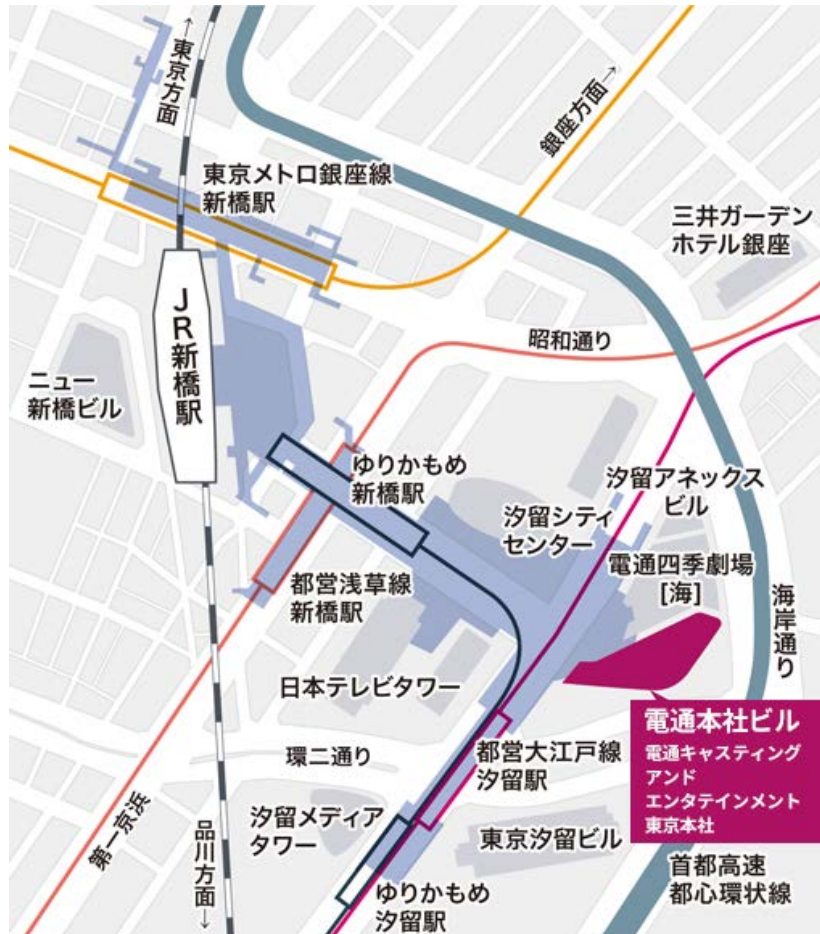 ←東京方面
東京メトロ銀座線
新橋駅
銀座方面→
三井ガーデン
ホテル銀座
JR新橋駅
昭和通り
ニュー
新橋ビル
ゆりかもめ
新橋駅
汐留シティ
センター
汐留アネックス
ビル
電通四季劇場
[海]
都営浅草線
新橋駅
海岸通り
日本テレビタワー
電通本社ビル
電通キャスティング
アンド
エンタテインメント
東京本社
環二通り
都営大江戸線
汐留駅
第一京浜
品川方面→
汐留メディア
タワー
東京汐留ビル
首都高速
都心環状線
ゆりかもめ
汐留駅